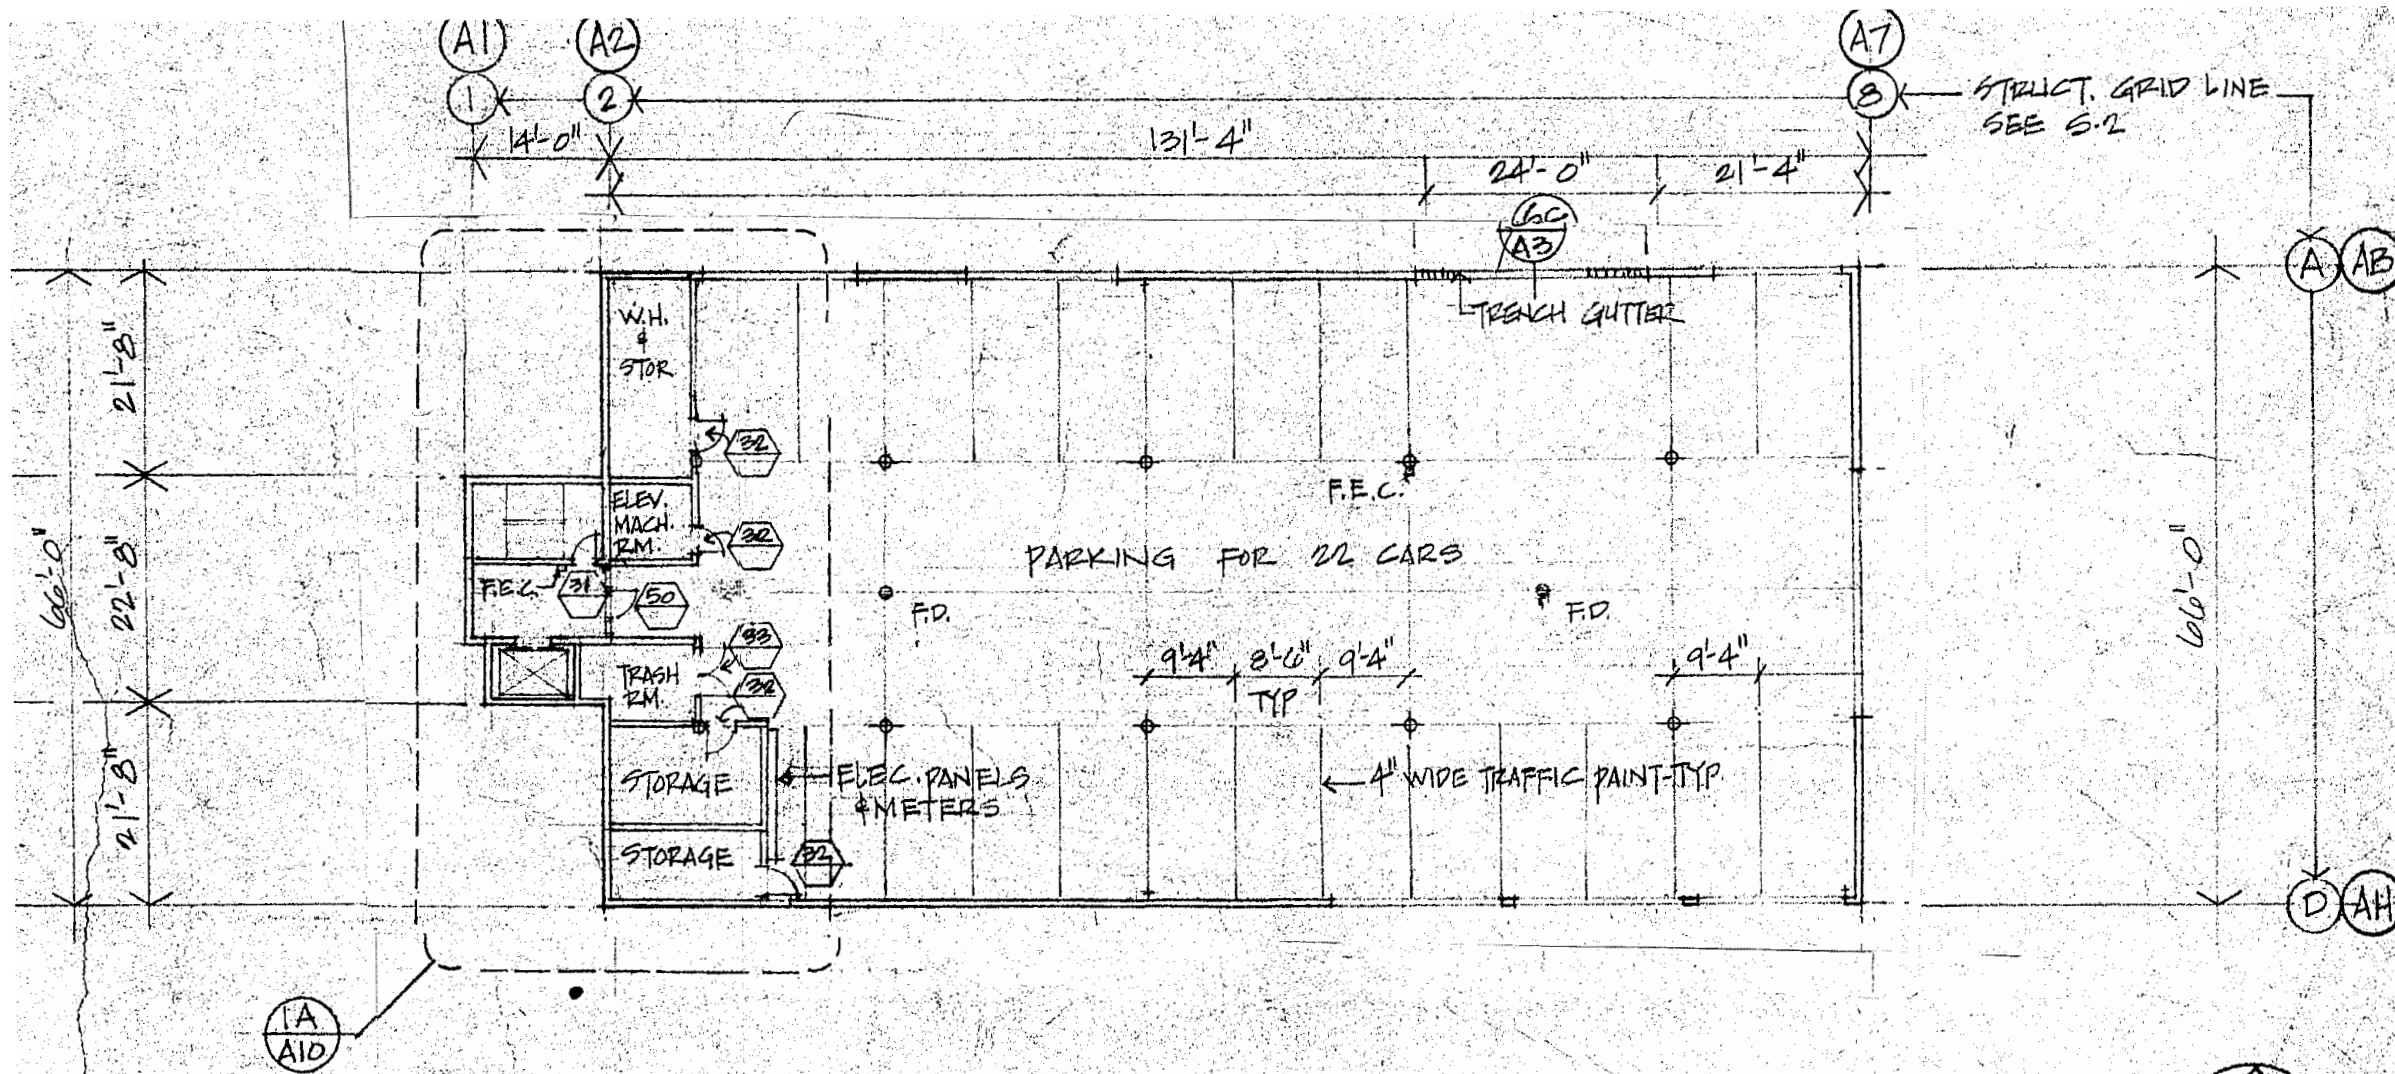 A1 A2 A7
1 2 8 STRUCT. GRID LINE
SEE S-2
14'-0" 131'-4"
24'-0" 21'-4"
6C
A3
A AB
TRENCH GUTTER
W.H.
&
STOR
21'-8"
32
F.E.C.
ELEV.
MACH.
RM.
32
PARKING FOR 22 CARS
66'-0" 22'-8" 66'-0"
F.E.C. 31 50
F.D. F.D.
33
9'-4" 8'-6" 9'-4" 9'-4"
TYP
TRASH
RM.
32
STORAGE
ELEC. PANELS
& METERS
4" WIDE TRAFFIC PAINT-TYP.
21'-8"
STORAGE
32
D AH
1A
A10